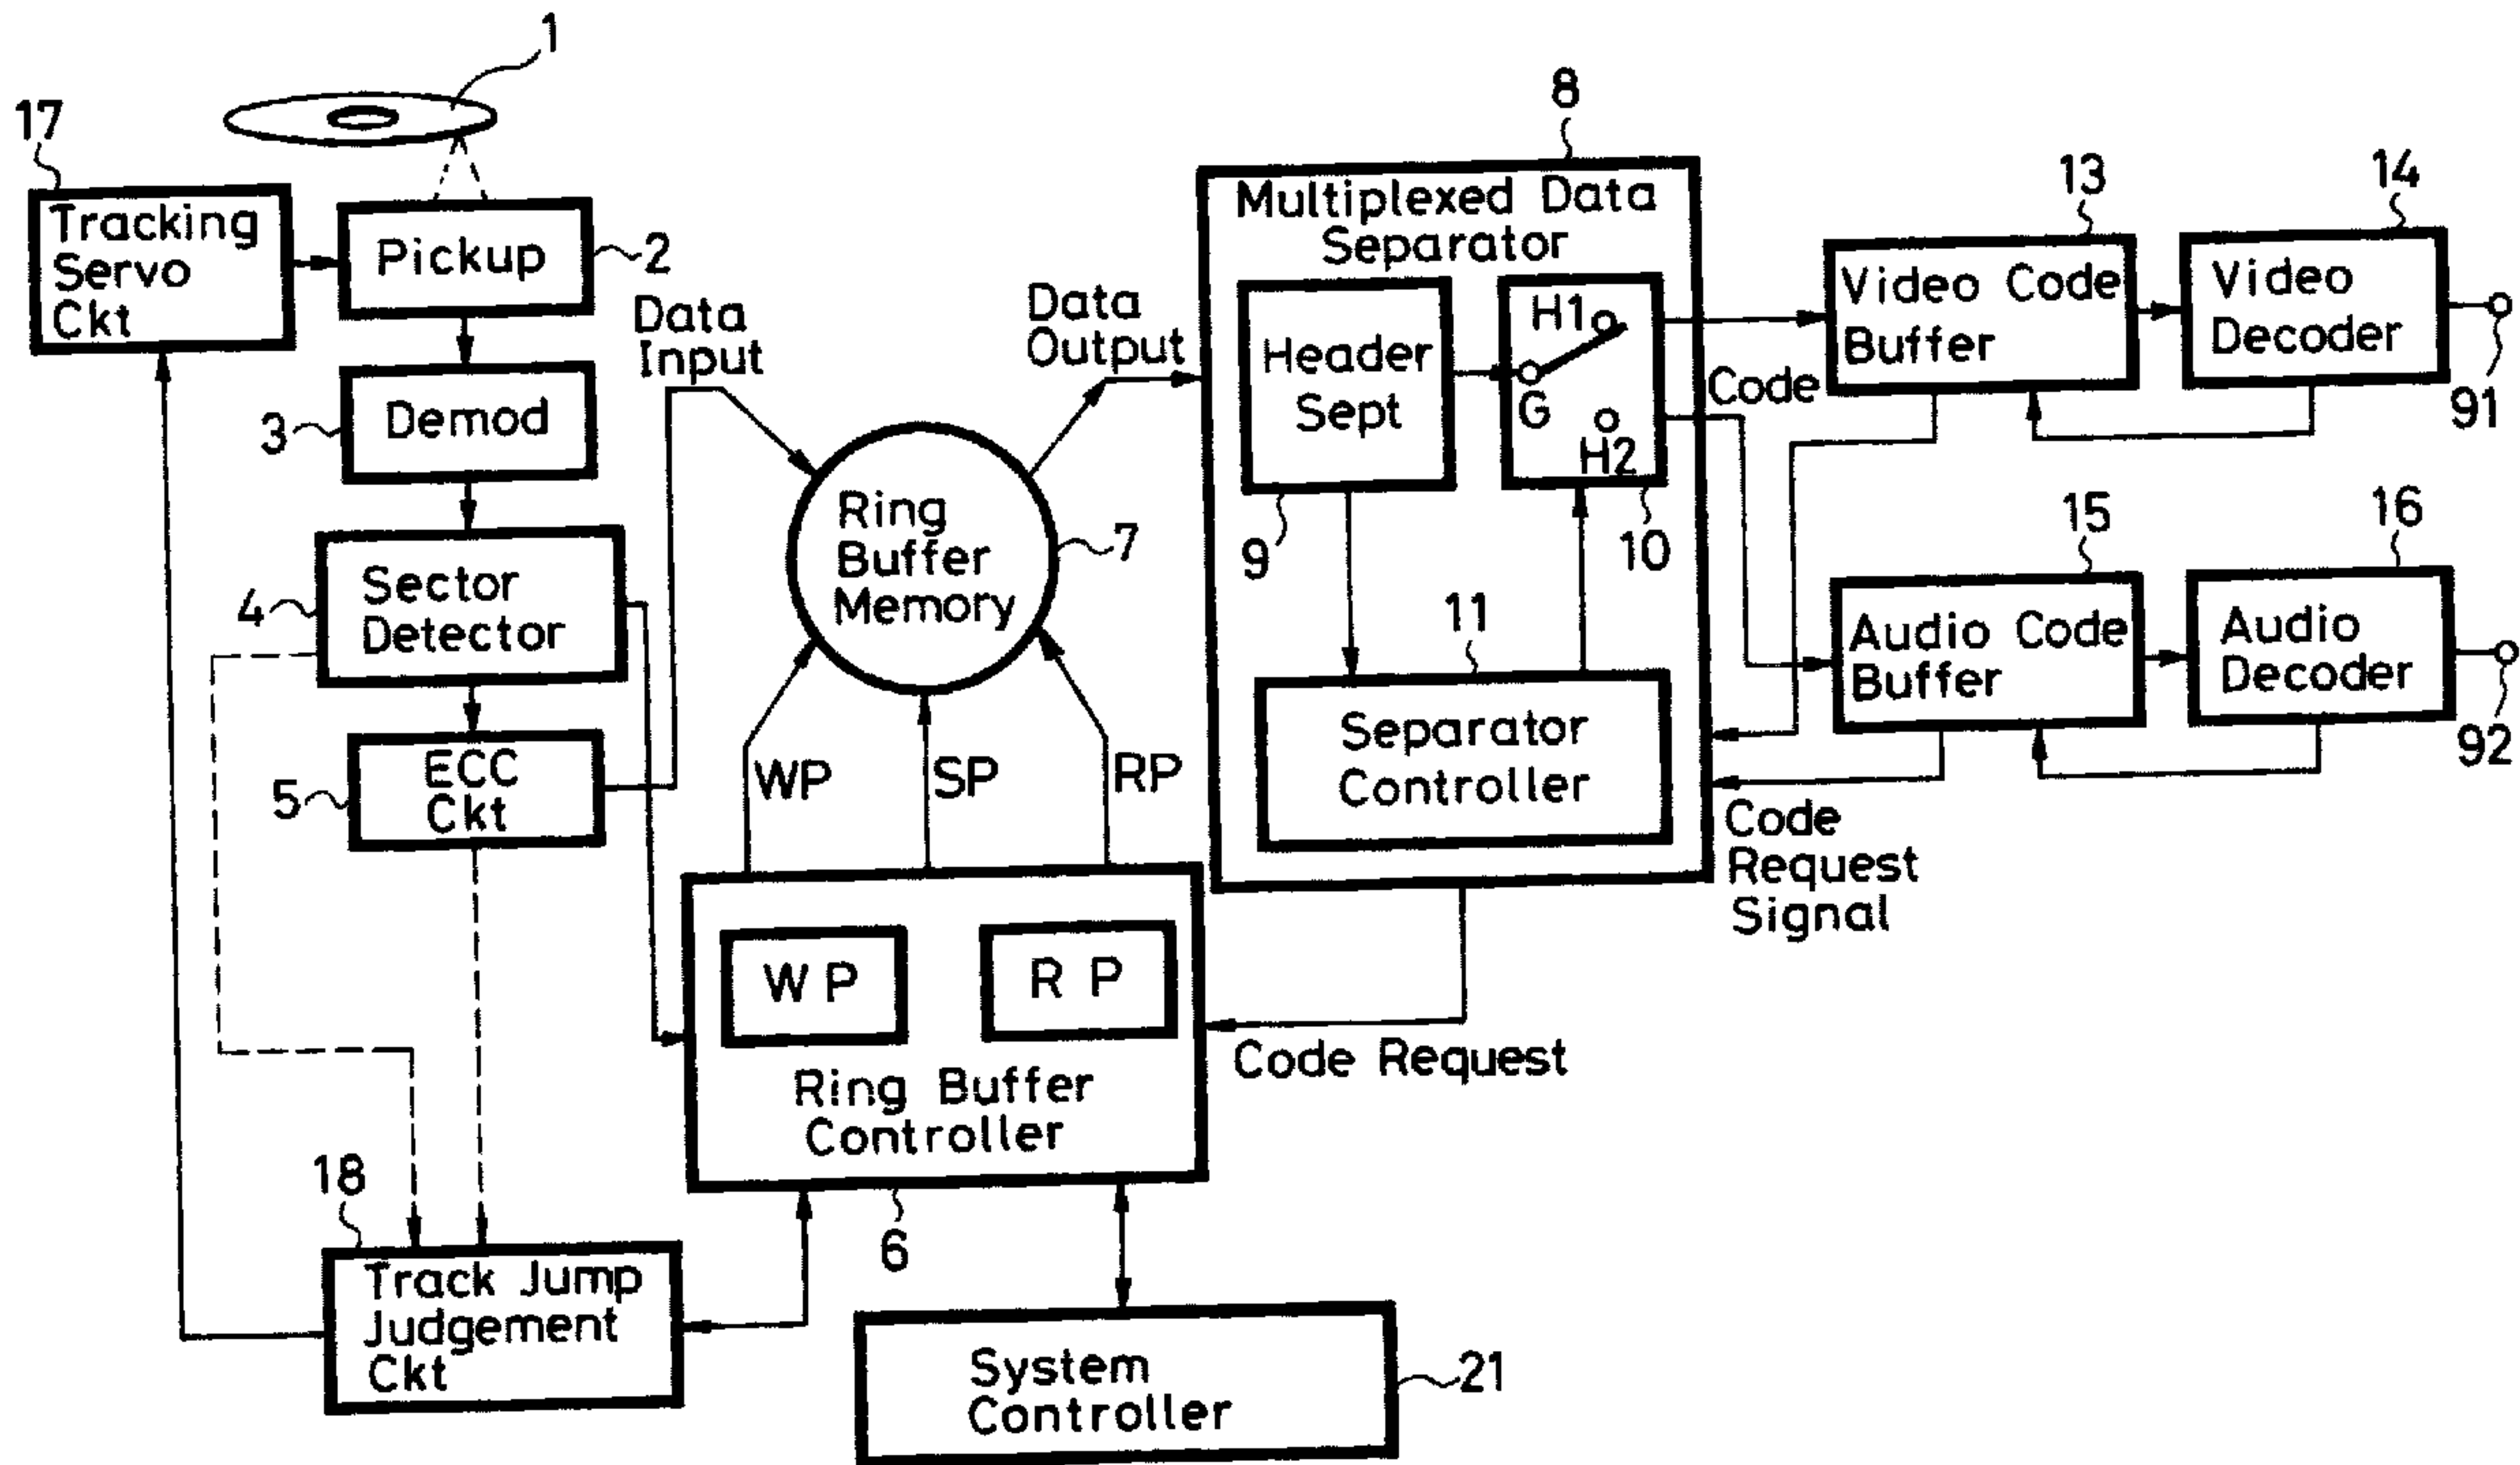 1
17
Tracking
Servo
Ckt
Pickup
2
Demod
3
Sector
Detector
4
ECC
Ckt
5
Data
Input
Data
Output
Ring
Buffer
Memory
7
WP
SP
RP
W P
R P
Ring Buffer
Controller
6
18
Track Jump
Judgement
Ckt
System
Controller
21
8
Multiplexed Data
Separator
Header
Sept
9
H1
G
H2
10
11
Separator
Controller
Code
Code
Request
Signal
Code Request
13
Video Code
Buffer
14
Video
Decoder
91
15
Audio Code
Buffer
16
Audio
Decoder
92